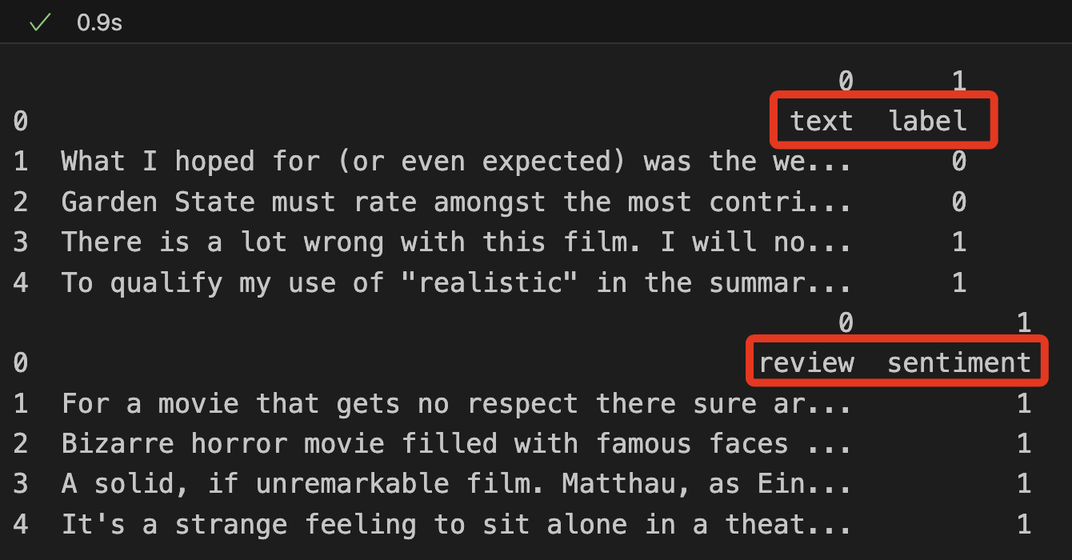 ✓ 0.9s
0 1
0 text label
1 What I hoped for (or even expected) was the we... 0
2 Garden State must rate amongst the most contri... 0
3 There is a lot wrong with this film. I will no... 1
4 To qualify my use of "realistic" in the summar... 1
0 1
0 review sentiment
1 For a movie that gets no respect there sure ar... 1
2 Bizarre horror movie filled with famous faces ... 1
3 A solid, if unremarkable film. Matthau, as Ein... 1
4 It's a strange feeling to sit alone in a theat... 1